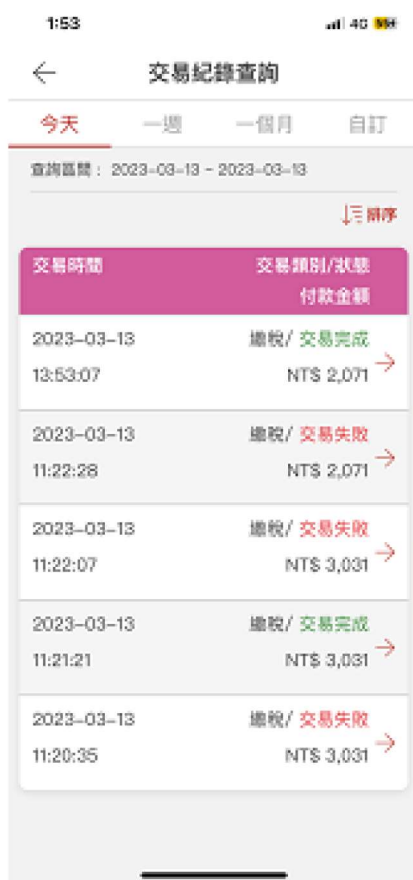 1:53
4G
交易紀錄查詢
今天 一週 一個月 自訂
查詢區間： 2023-03-13 - 2023-03-13
排序
交易時間 交易類別/狀態
付款金額
2023-03-13 繳稅/ 交易完成
13:53:07 NT$ 2,071
2023-03-13 繳稅/ 交易失敗
11:22:28 NT$ 2,071
2023-03-13 繳稅/ 交易失敗
11:22:07 NT$ 3,031
2023-03-13 繳稅/ 交易完成
11:21:21 NT$ 3,031
2023-03-13 繳稅/ 交易失敗
11:20:35 NT$ 3,031